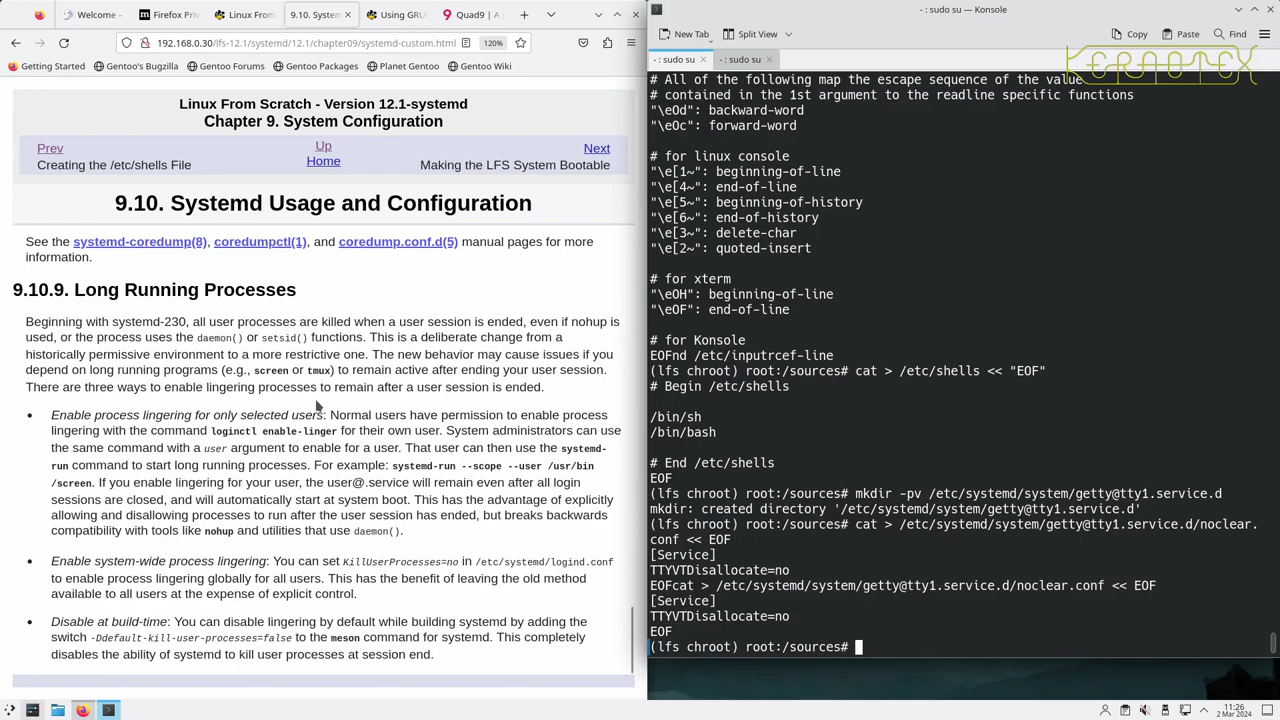 Welcome -
Firefox Priv
Linux From
9.10. System
Using GRU
Quad9 | A p
192.168.0.30/lfs-12.1/systemd/12.1/chapter09/systemd-custom.html
120%
Getting Started
Gentoo's Bugzilla
Gentoo Forums
Gentoo Packages
Planet Gentoo
Gentoo Wiki
Linux From Scratch - Version 12.1-systemd
Chapter 9. System Configuration
Prev Up Next
Creating the /etc/shells File Home Making the LFS System Bootable
9.10. Systemd Usage and Configuration
See the systemd-coredump(8), coredumpctl(1), and coredump.conf.d(5) manual pages for more
information.
9.10.9. Long Running Processes
Beginning with systemd-230, all user processes are killed when a user session is ended, even if nohup is
used, or the process uses the daemon() or setsid() functions. This is a deliberate change from a
historically permissive environment to a more restrictive one. The new behavior may cause issues if you
depend on long running programs (e.g., screen or tmux) to remain active after ending your user session.
There are three ways to enable lingering processes to remain after a user session is ended.
• Enable process lingering for only selected users: Normal users have permission to enable process
lingering with the command loginctl enable-linger for their own user. System administrators can use
the same command with a user argument to enable for a user. That user can then use the systemd-
run command to start long running processes. For example: systemd-run --scope --user /usr/bin
/screen. If you enable lingering for your user, the user@.service will remain even after all login
sessions are closed, and will automatically start at system boot. This has the advantage of explicitly
allowing and disallowing processes to run after the user session has ended, but breaks backwards
compatibility with tools like nohup and utilities that use daemon().
• Enable system-wide process lingering: You can set KillUserProcesses=no in /etc/systemd/logind.conf
to enable process lingering globally for all users. This has the benefit of leaving the old method
available to all users at the expense of explicit control.
• Disable at build-time: You can disable lingering by default while building systemd by adding the
switch -Ddefault-kill-user-processes=false to the meson command for systemd. This completely
disables the ability of systemd to kill user processes at session end.
- : sudo su — Konsole
New Tab
Split View
Copy
Paste
Find
- : sudo su
- : sudo su
KERNOTEX
# All of the following map the escape sequence of the value
# contained in the 1st argument to the readline specific functions
"\eOd": backward-word
"\eOc": forward-word
# for linux console
"\e[1~": beginning-of-line
"\e[4~": end-of-line
"\e[5~": beginning-of-history
"\e[6~": end-of-history
"\e[3~": delete-char
"\e[2~": quoted-insert
# for xterm
"\eOH": beginning-of-line
"\eOF": end-of-line
# for Konsole
EOFnd /etc/inputrcef-line
(lfs chroot) root:/sources# cat > /etc/shells << "EOF"
# Begin /etc/shells
/bin/sh
/bin/bash
# End /etc/shells
EOF
(lfs chroot) root:/sources# mkdir -pv /etc/systemd/system/getty@tty1.service.d
mkdir: created directory '/etc/systemd/system/getty@tty1.service.d'
(lfs chroot) root:/sources# cat > /etc/systemd/system/getty@tty1.service.d/noclear.
conf << EOF
[Service]
TTYVTDisallocate=no
EOFcat > /etc/systemd/system/getty@tty1.service.d/noclear.conf << EOF
[Service]
TTYVTDisallocate=no
EOF
(lfs chroot) root:/sources#
11:26
2 Mar 2024